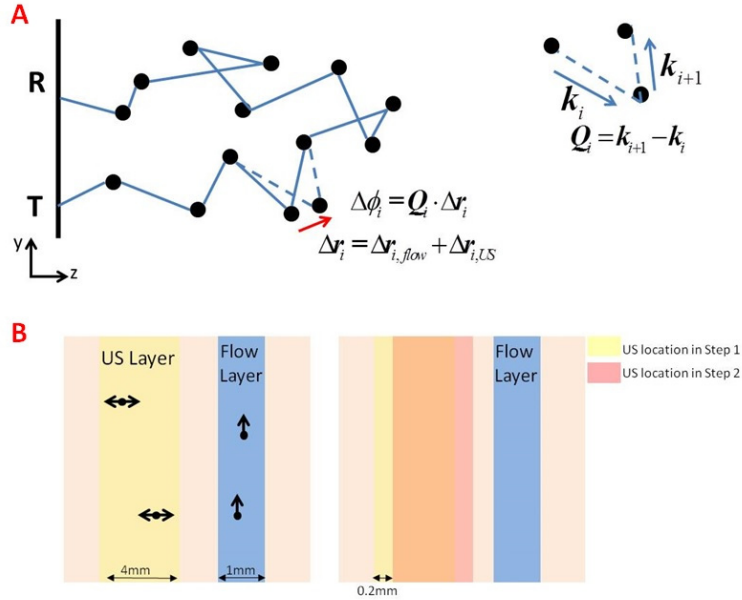 A
R
T
y
z
k_i
k_{i+1}
Q_i = k_{i+1} − k_i
Δϕ_i = Q_i · Δr_i
Δr_i = Δr_{i,flow} + Δr_{i,US}
B
US Layer
Flow
Layer
4mm
1mm
Flow
Layer
0.2mm
US location in Step 1
US location in Step 2